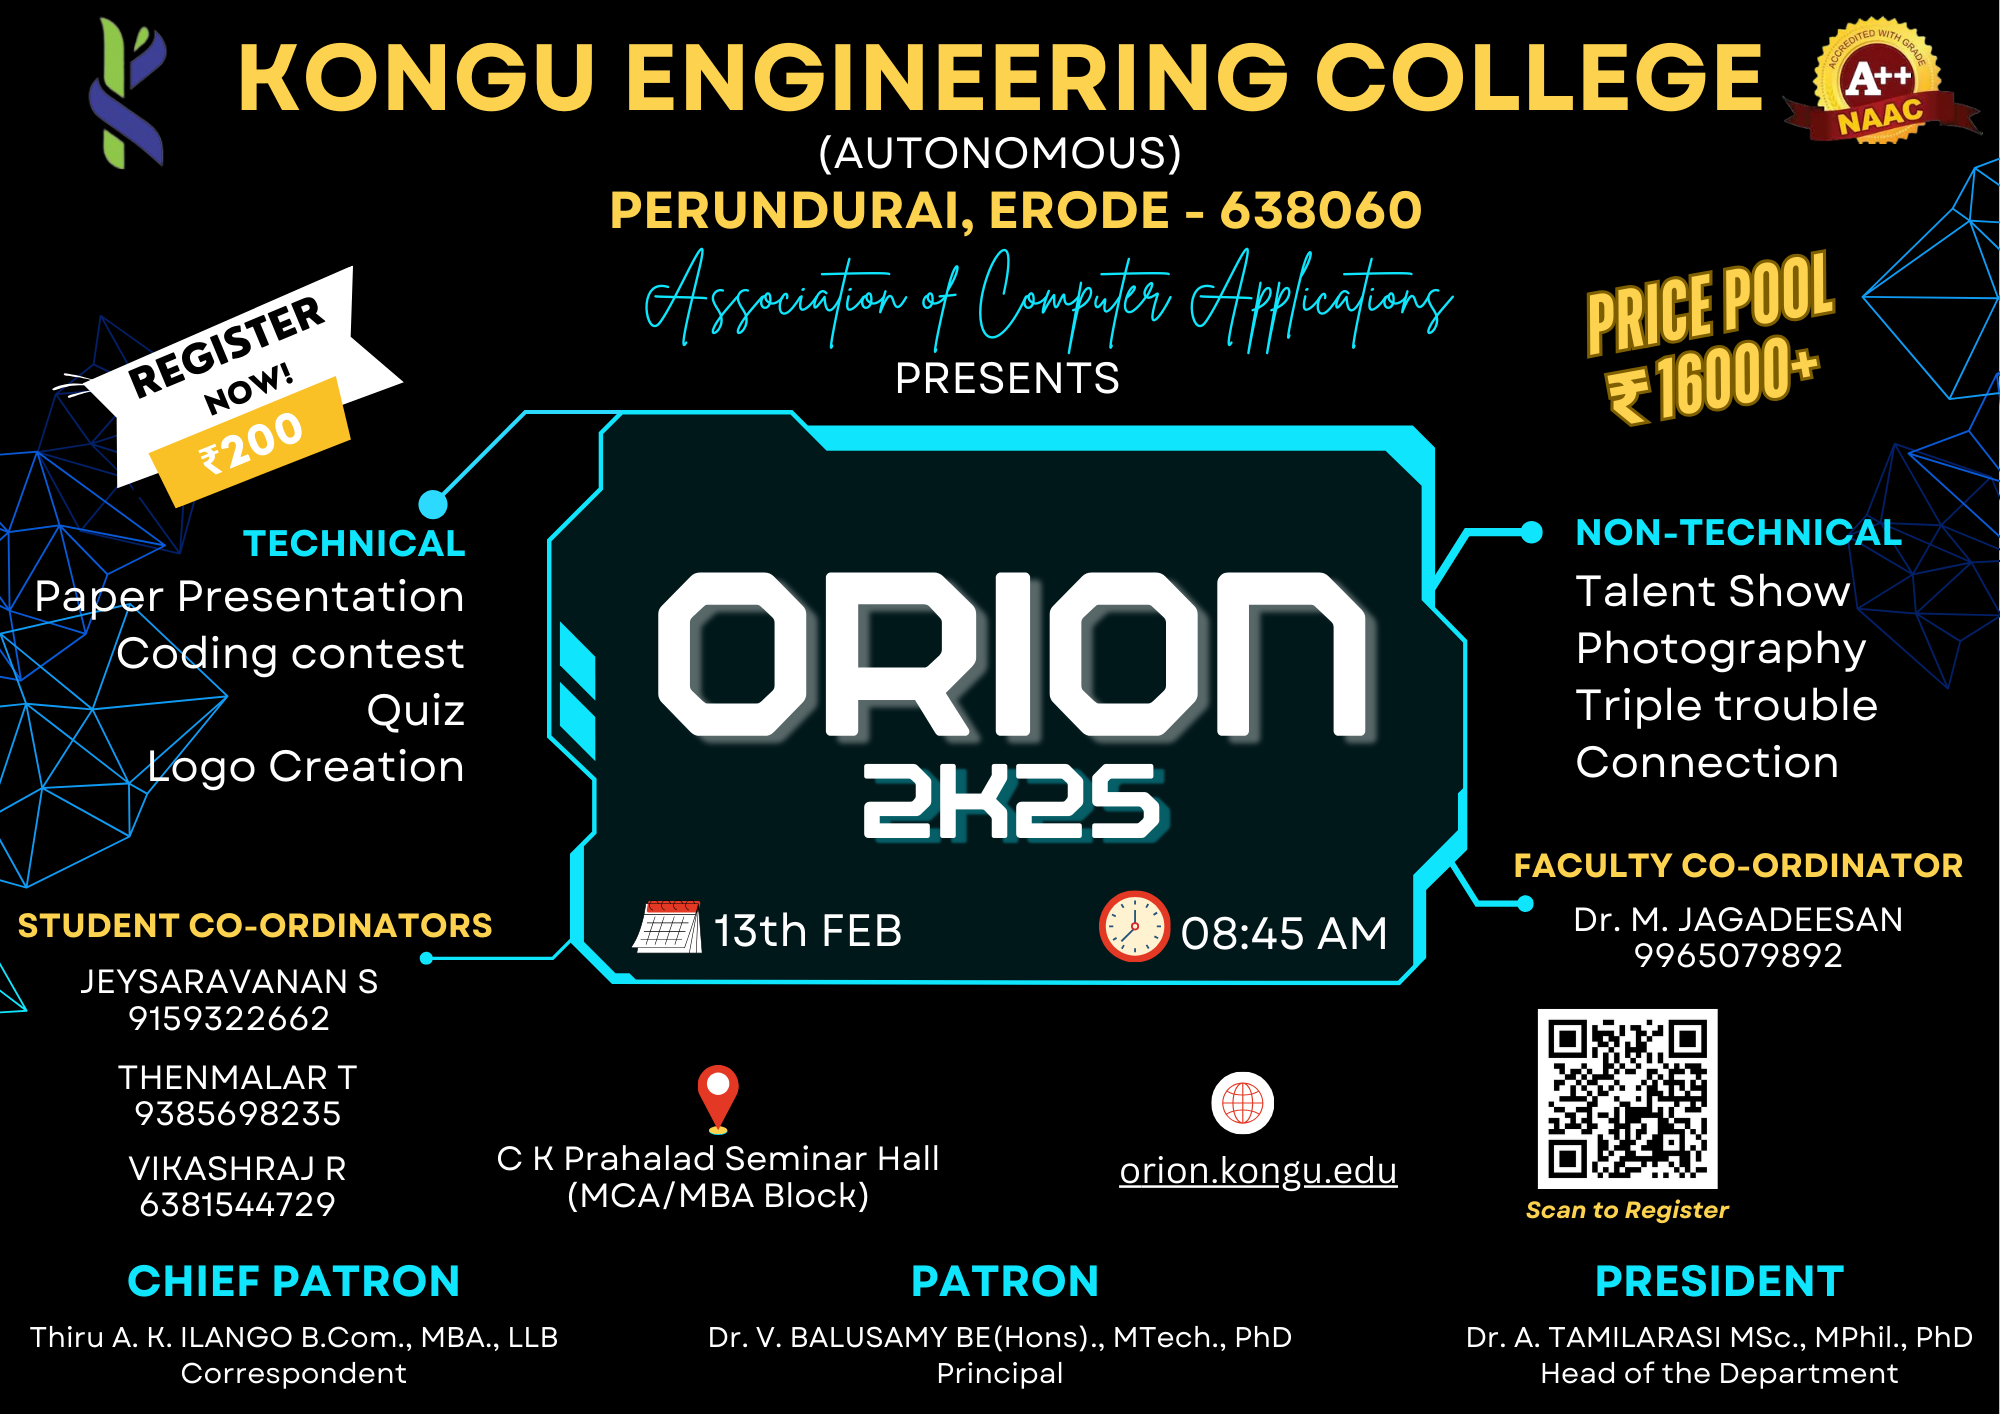 KONGU ENGINEERING COLLEGE
(AUTONOMOUS)
PERUNDURAI, ERODE - 638060
ACCREDITED WITH GRADE
A++
NAAC
Association of Computer Applications
PRESENTS
REGISTER
NOW!
₹200
PRICE POOL
₹ 16000+
TECHNICAL
Paper Presentation
Coding contest
Quiz
Logo Creation
ORION
2K25
13th FEB
08:45 AM
NON-TECHNICAL
Talent Show
Photography
Triple trouble
Connection
STUDENT CO-ORDINATORS
JEYSARAVANAN S
9159322662
THENMALAR T
9385698235
VIKASHRAJ R
6381544729
FACULTY CO-ORDINATOR
Dr. M. JAGADEESAN
9965079892
C K Prahalad Seminar Hall
(MCA/MBA Block)
orion.kongu.edu
Scan to Register
CHIEF PATRON
Thiru A. K. ILANGO B.Com., MBA., LLB
Correspondent
PATRON
Dr. V. BALUSAMY BE(Hons)., MTech., PhD
Principal
PRESIDENT
Dr. A. TAMILARASI MSc., MPhil., PhD
Head of the Department